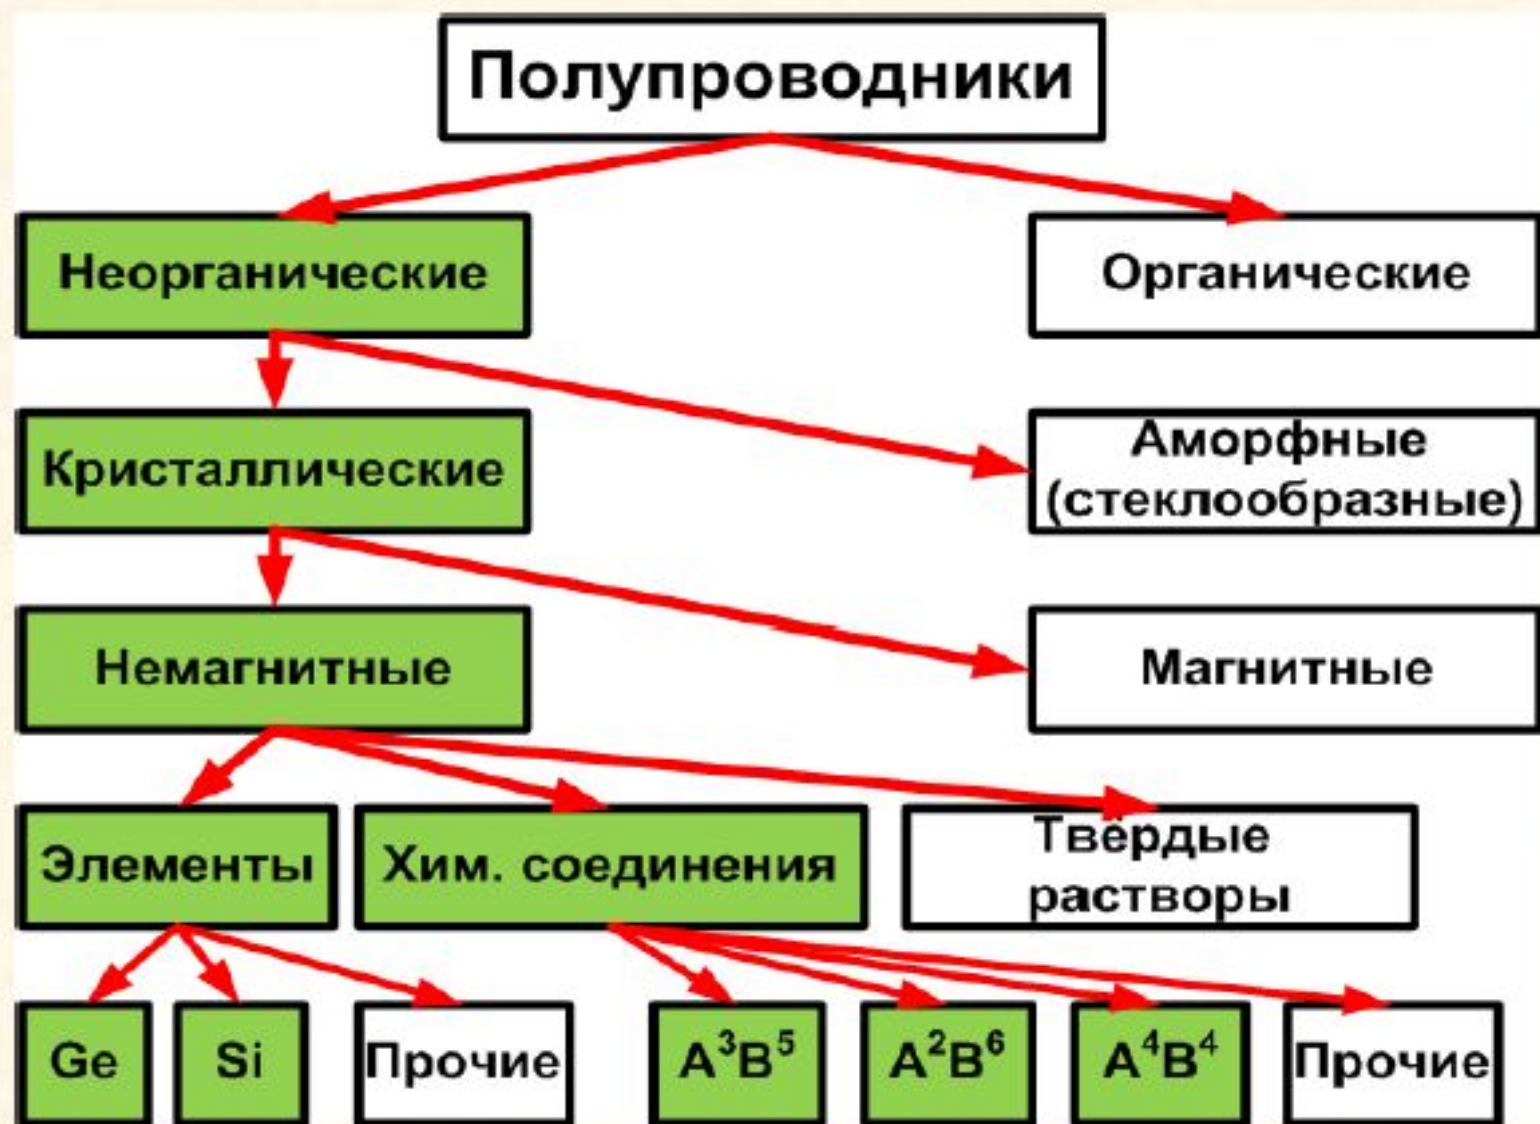 Полупроводники
Неорганические
Органические
Кристаллические
Аморфные
(стеклообразные)
Немагнитные
Магнитные
Элементы
Хим. соединения
Твёрдые
растворы
Ge
Si
Прочие
A³B⁵
A²B⁶
A⁴B⁴
Прочие